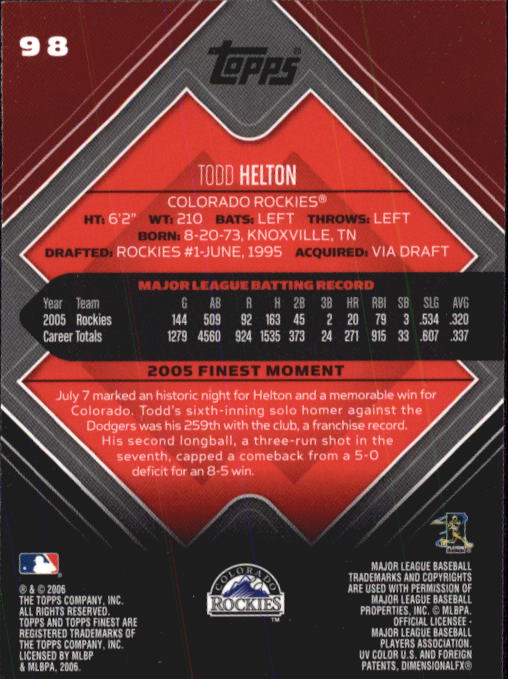 98
Topps®
TODD HELTON
COLORADO ROCKIES®
HT: 6'2" WT: 210 BATS: LEFT THROWS: LEFT
BORN: 8-20-73, KNOXVILLE, TN
DRAFTED: ROCKIES #1-JUNE, 1995 ACQUIRED: VIA DRAFT
MAJOR LEAGUE BATTING RECORD
Year Team G AB R H 2B 3B HR RBI SB SLG AVG
2005 Rockies 144 509 92 163 45 2 20 79 3 .534 .320
Career Totals 1279 4560 924 1535 373 24 271 915 33 .607 .337
2005 FINEST MOMENT
July 7 marked an historic night for Helton and a memorable win for
Colorado. Todd's sixth-inning solo homer against the
Dodgers was his 259th with the club, a franchise record.
His second longball, a three-run shot in the
seventh, capped a comeback from a 5-0
deficit for an 8-5 win.
® & © 2006
THE TOPPS COMPANY, INC.
ALL RIGHTS RESERVED.
TOPPS AND TOPPS FINEST ARE
REGISTERED TRADEMARKS OF
THE TOPPS COMPANY, INC.
LICENSED BY MLBP
& MLBPA, 2006.
COLORADO
ROCKIES
™
MAJOR LEAGUE BASEBALL
TRADEMARKS AND COPYRIGHTS
ARE USED WITH PERMISSION OF
MAJOR LEAGUE BASEBALL
PROPERTIES, INC. © MLBPA.
OFFICIAL LICENSEE -
MAJOR LEAGUE BASEBALL
PLAYERS ASSOCIATION.
UV COLOR U.S. AND FOREIGN
PATENTS, DIMENSIONALFX®